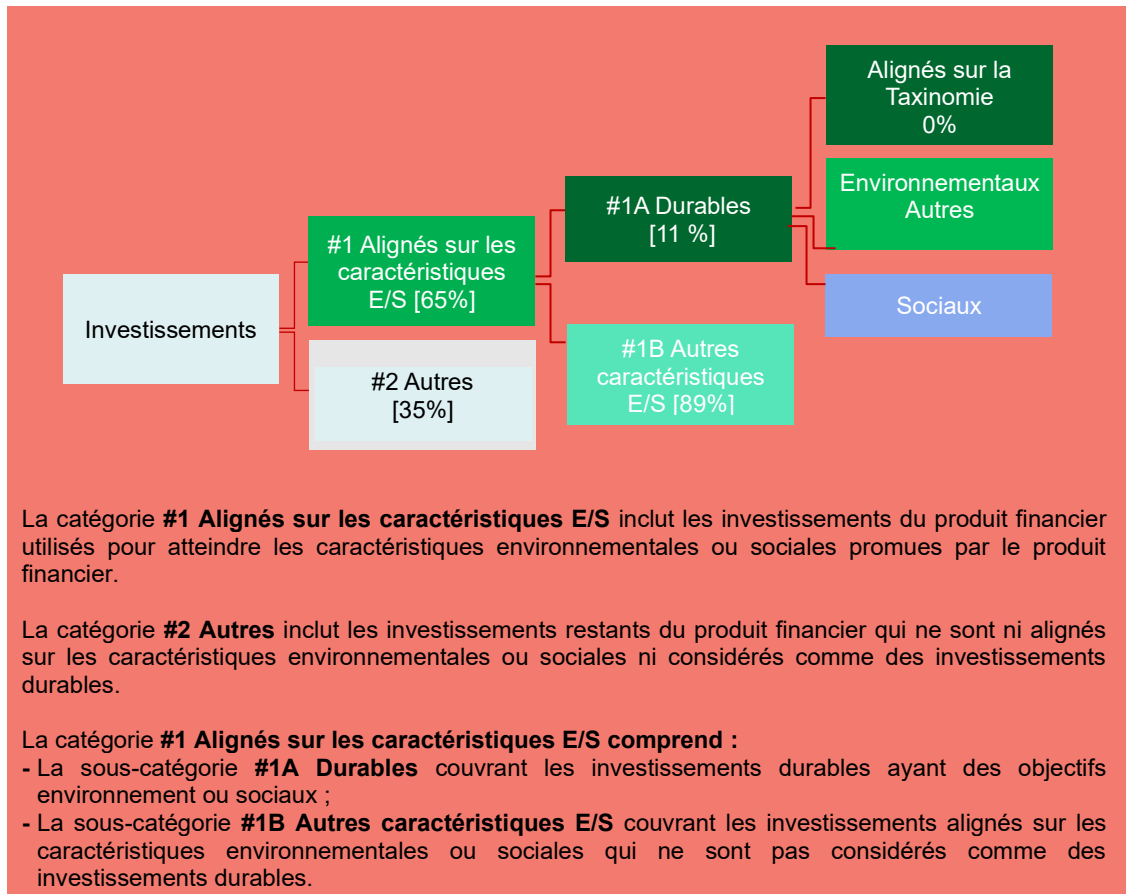 Alignés sur la
Taxinomie
0%
Environnementaux
Autres
#1A Durables
[11 %]
#1 Alignés sur les
caractéristiques
E/S [65%]
Sociaux
Investissements
#1B Autres
caractéristiques
E/S [89%]
#2 Autres
[35%]
La catégorie #1 Alignés sur les caractéristiques E/S inclut les investissements du produit financier
utilisés pour atteindre les caractéristiques environnementales ou sociales promues par le produit
financier.
La catégorie #2 Autres inclut les investissements restants du produit financier qui ne sont ni alignés
sur les caractéristiques environnementales ou sociales ni considérés comme des investissements
durables.
La catégorie #1 Alignés sur les caractéristiques E/S comprend :
- La sous-catégorie #1A Durables couvrant les investissements durables ayant des objectifs
environnement ou sociaux ;
- La sous-catégorie #1B Autres caractéristiques E/S couvrant les investissements alignés sur les
caractéristiques environnementales ou sociales qui ne sont pas considérés comme des
investissements durables.